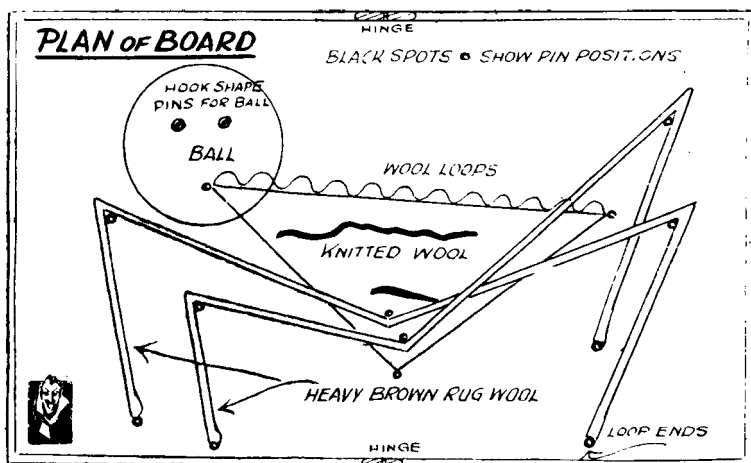 HINGE
PLAN OF BOARD
BLACK SPOTS SHOW PIN POSITIONS
HOOK SHAPE
PINS FOR BALL
BALL
WOOL LOOPS
KNITTED WOOL
HEAVY BROWN RUG WOOL
LOOP ENDS
HINGE